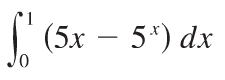 ∫₀¹ (5x − 5ˣ) dx